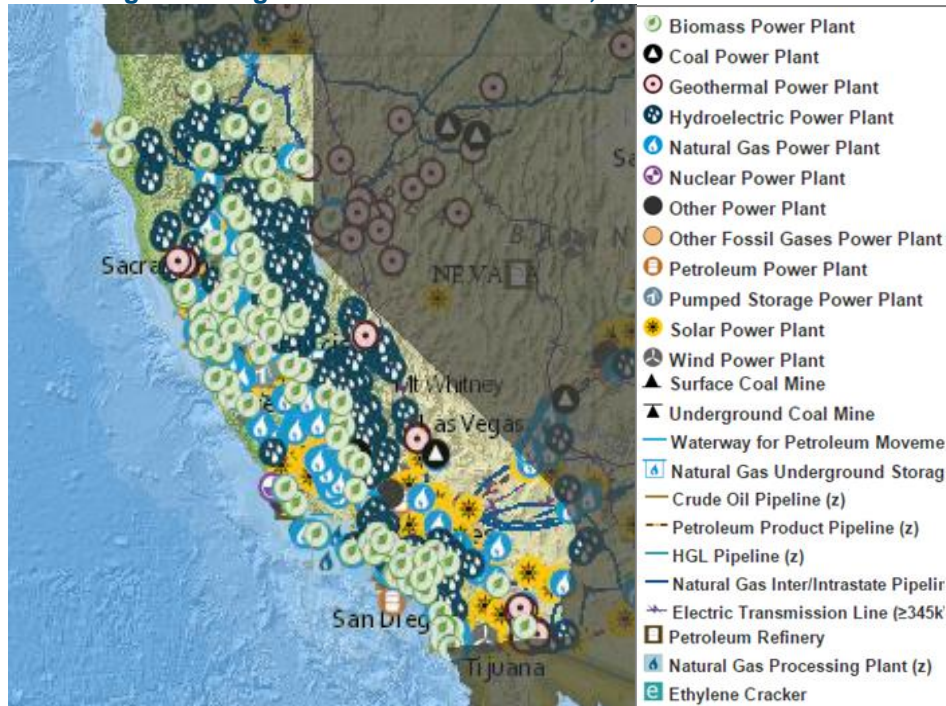 Biomass Power Plant
Coal Power Plant
Geothermal Power Plant
Hydroelectric Power Plant
Natural Gas Power Plant
Nuclear Power Plant
Other Power Plant
Other Fossil Gases Power Plant
Petroleum Power Plant
Pumped Storage Power Plant
Solar Power Plant
Wind Power Plant
Surface Coal Mine
Underground Coal Mine
Waterway for Petroleum Moveme
Natural Gas Underground Storag
Crude Oil Pipeline (z)
Petroleum Product Pipeline (z)
HGL Pipeline (z)
Natural Gas Inter/Intrastate Pipelin
Electric Transmission Line (≥345k
Petroleum Refinery
Natural Gas Processing Plant (z)
Ethylene Cracker
Sacra
NEVADA
Mt Whitney
Las Vegas
San Dieg
Tijuana